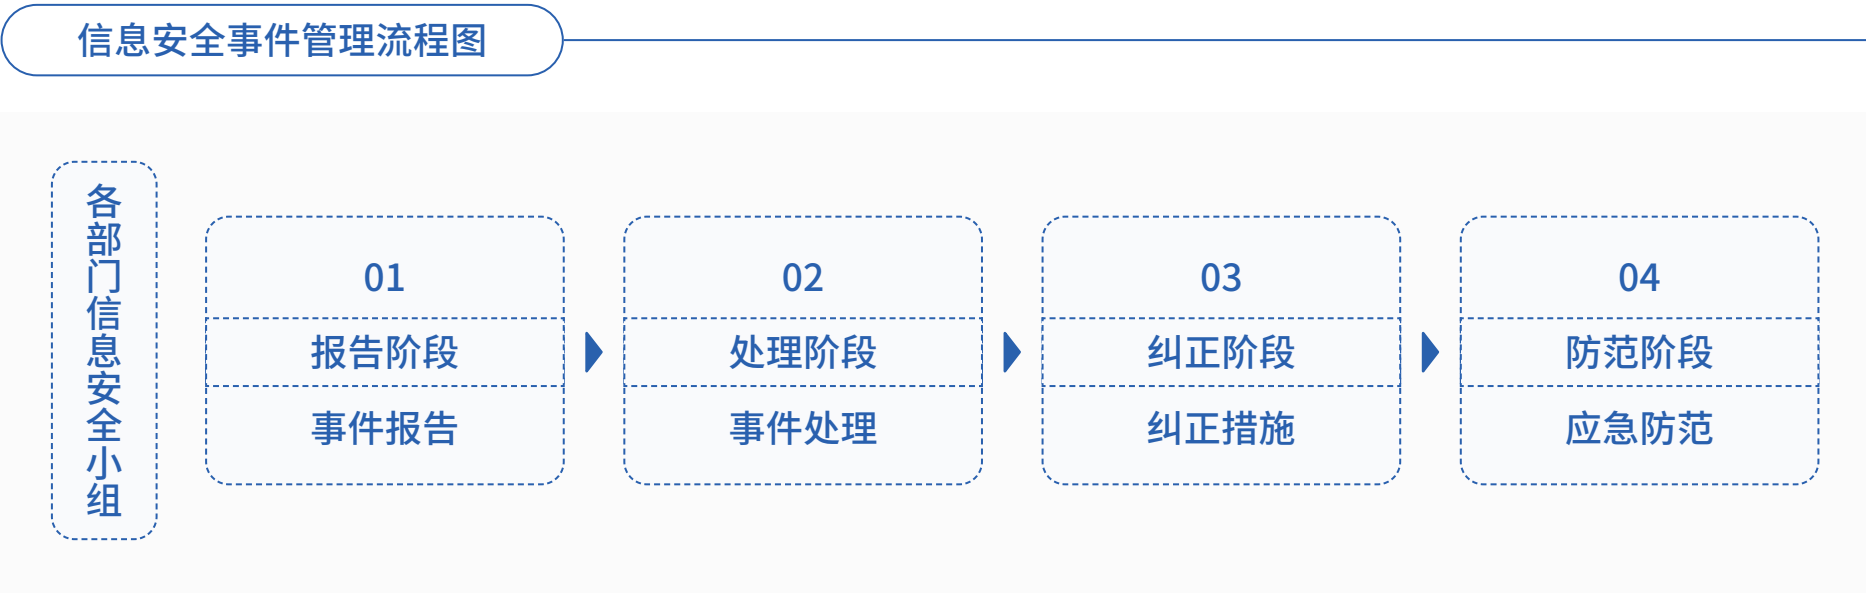 信息安全事件管理流程图
各部门信息安全小组
01
报告阶段
事件报告
02
处理阶段
事件处理
03
纠正阶段
纠正措施
04
防范阶段
应急防范